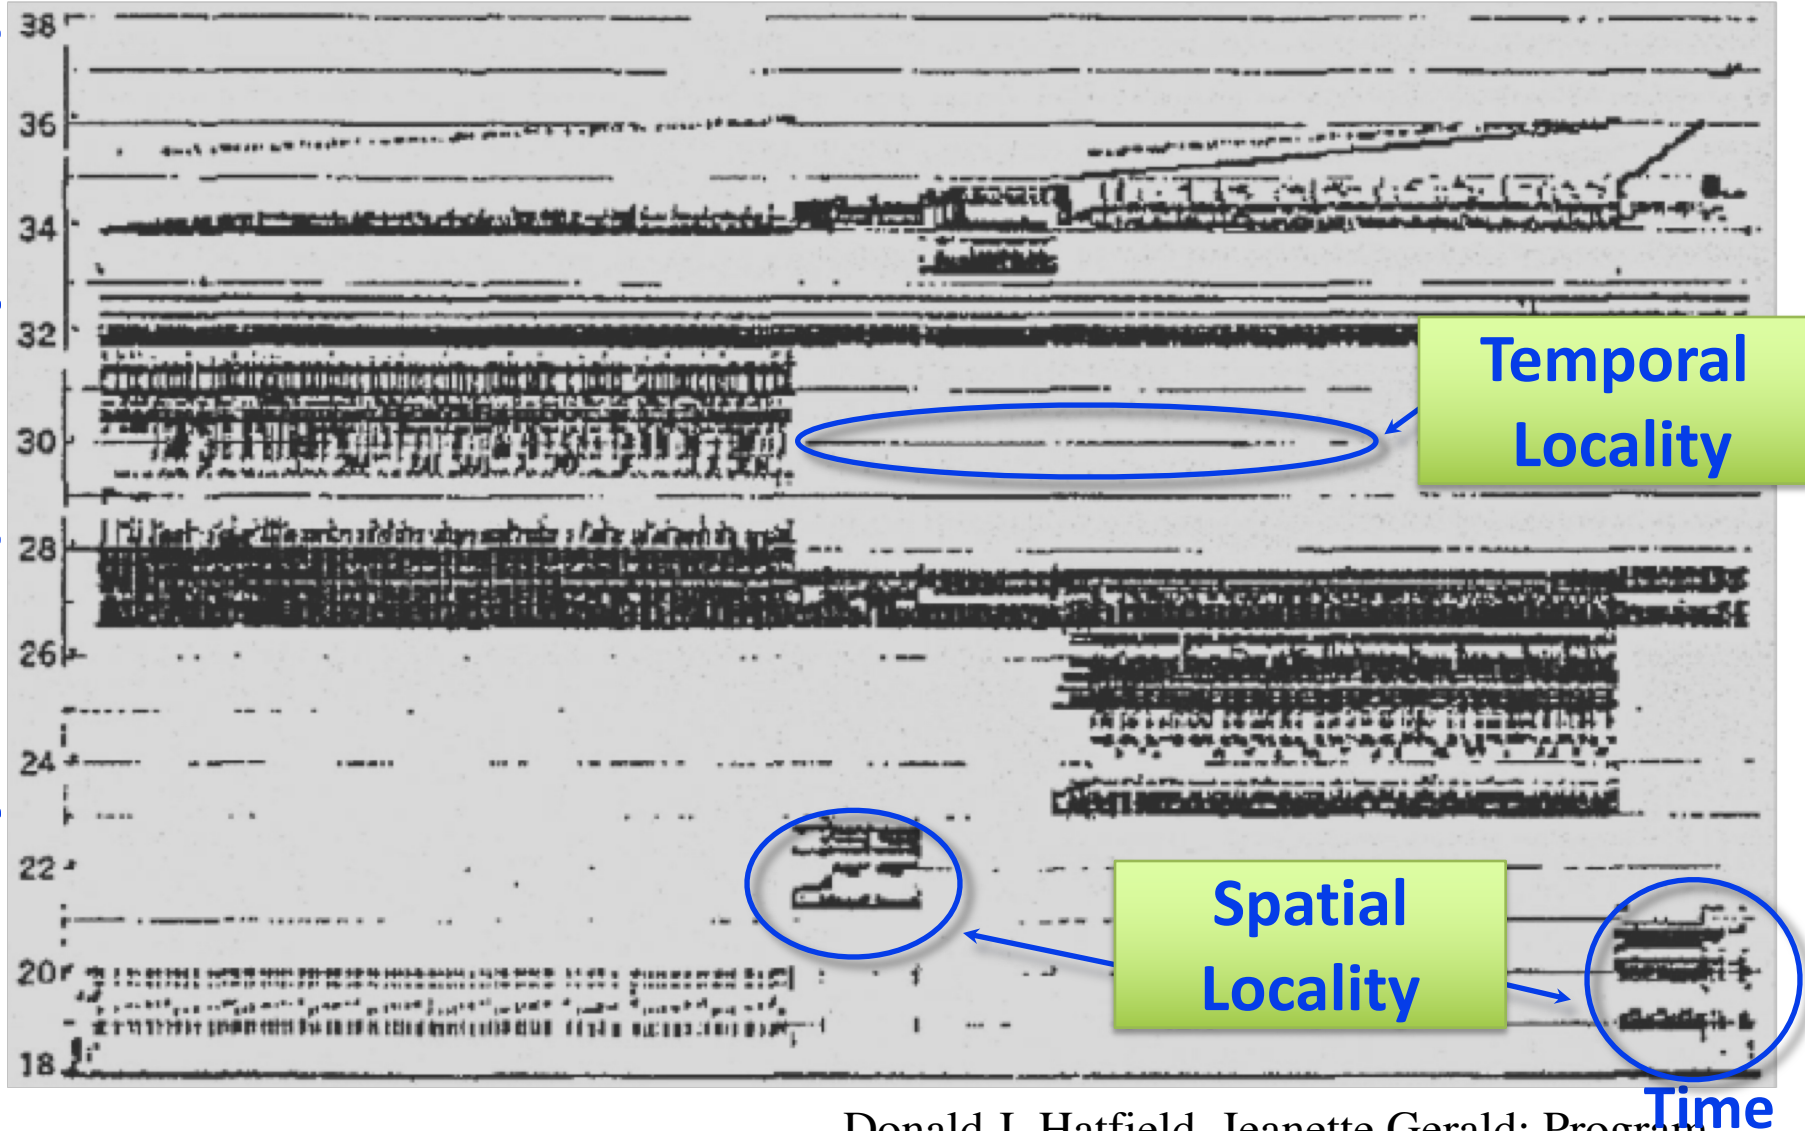 38
36
34
32
Temporal
Locality
30
28
26
24
22
Spatial
Locality
20
18
Time
Donald J. Hatfield, Jeanette Gerald: Program